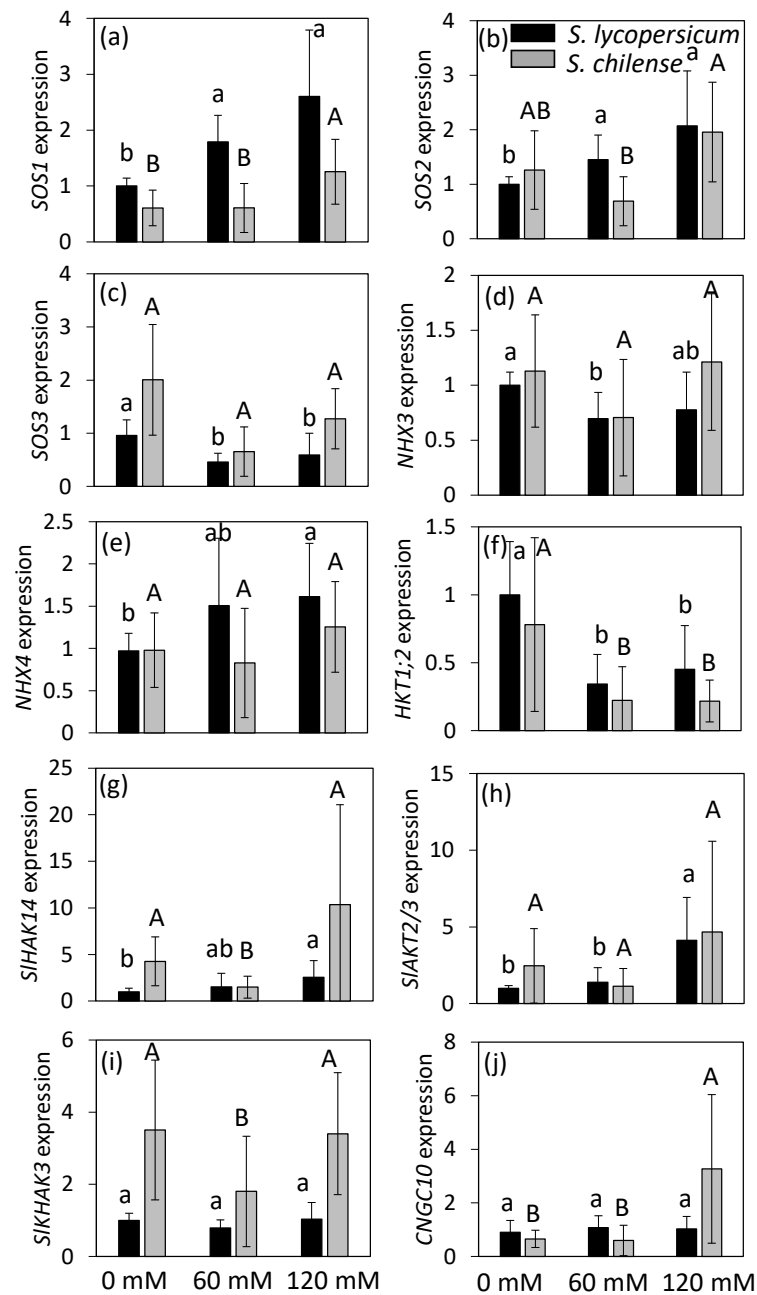 (a)
SOS1 expression
4
3
2
1
0
b
B
a
B
a
A
(b)
S. lycopersicum
S. chilense
SOS2 expression
4
3
2
1
0
b
AB
a
B
a
A
(c)
SOS3 expression
4
3
2
1
0
a
A
b
A
b
A
(d)
NHX3 expression
2
1.5
1
0.5
0
a
A
b
A
ab
A
(e)
NHX4 expression
2.5
2
1.5
1
0.5
0
b
A
ab
A
a
A
(f)
HKT1;2 expression
1.5
1
0.5
0
a
A
b
B
b
B
(g)
SlHAK14 expression
25
20
15
10
5
0
b
A
ab
B
a
A
(h)
SlAKT2/3 expression
15
10
5
0
b
A
b
A
a
A
(i)
SlKHAK3 expression
6
4
2
0
a
A
a
B
a
A
0 mM
60 mM
120 mM
(j)
CNGC10 expression
8
6
4
2
0
a
B
a
B
a
A
0 mM
60 mM
120 mM